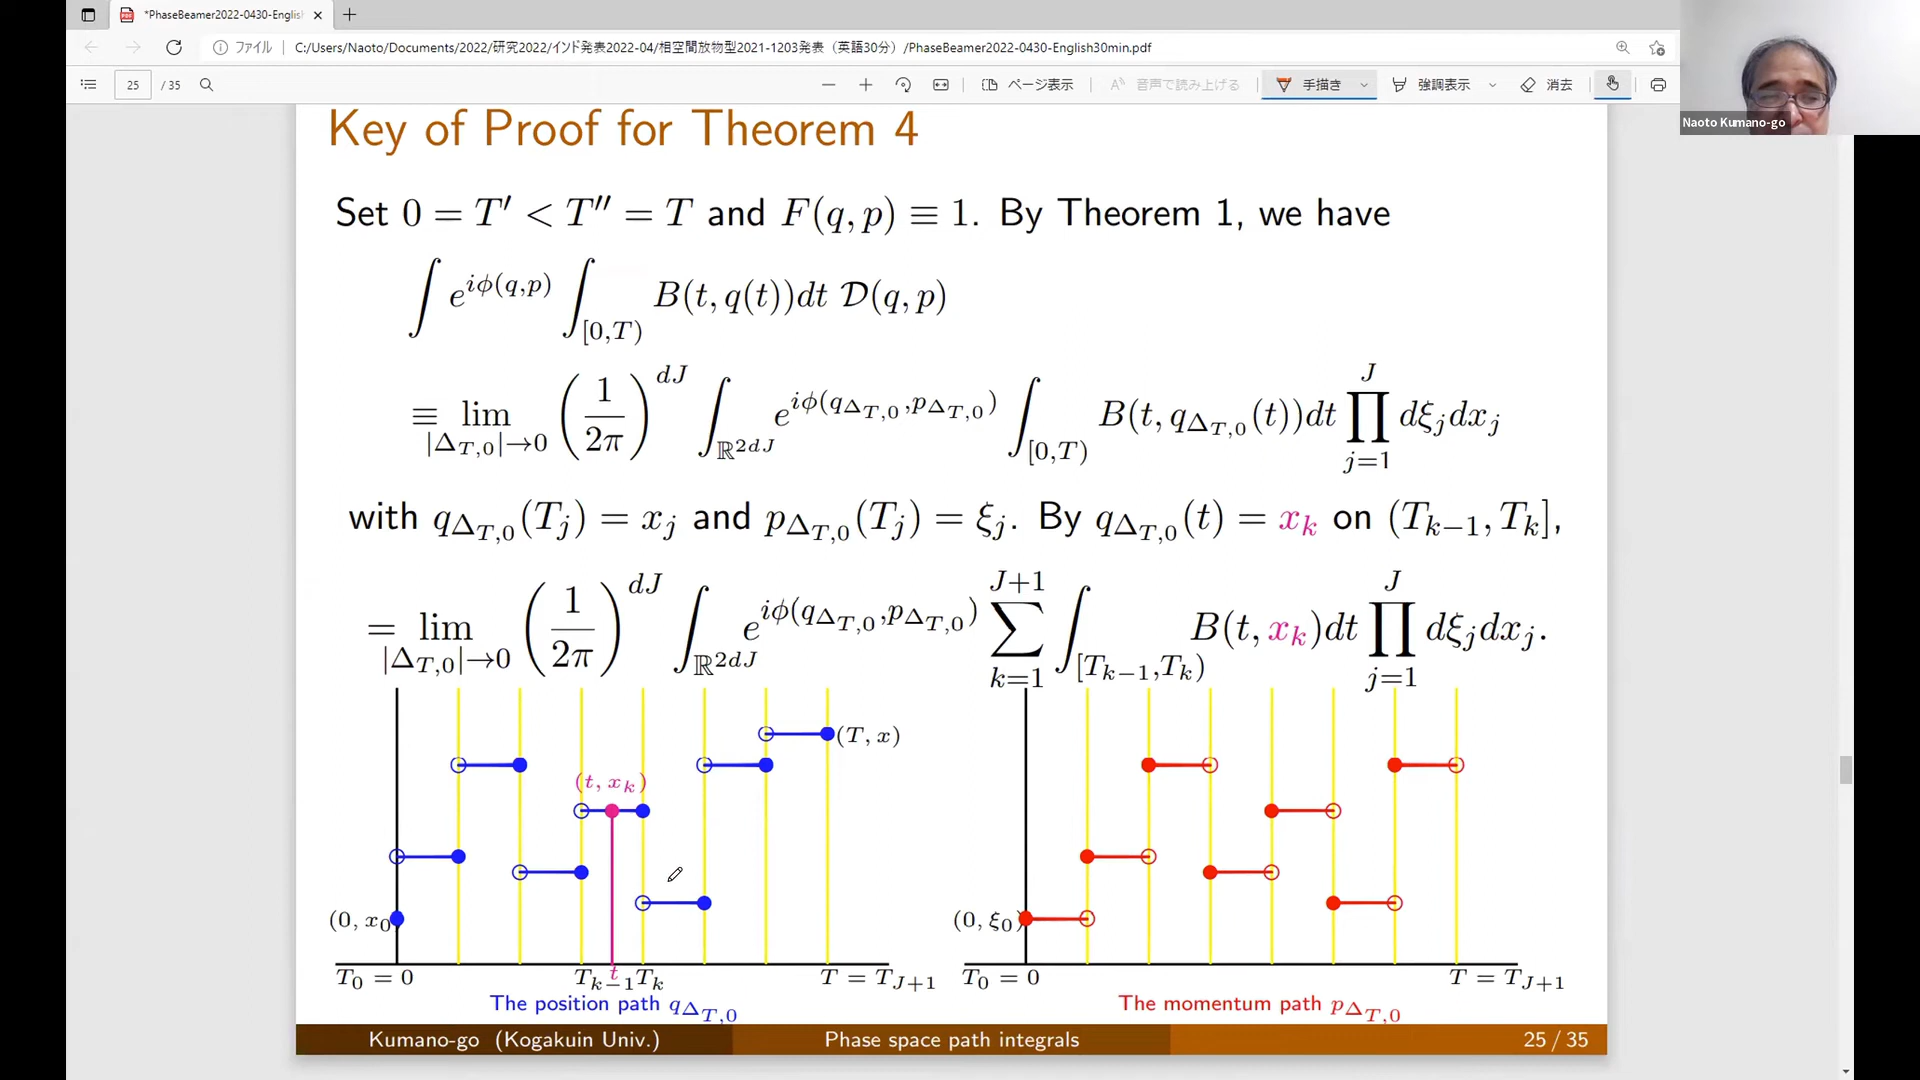 *PhaseBeamer2022-0430-English
ファイル C:/Users/Naoto/Documents/2022/研究2022/インド発表2022-04/相空間放物型2021-1203発表（英語30分）/PhaseBeamer2022-0430-English30min.pdf
25 / 35 ページ表示 音声で読み上げる 手描き 強調表示 消去
Naoto Kumano-go
Key of Proof for Theorem 4
Set 0 = T′ < T″ = T and F(q, p) ≡ 1. By Theorem 1, we have
∫ e^{iϕ(q,p)} ∫_{[0,T)} B(t, q(t))dt 𝒟(q, p)
≡ lim_{|Δ_{T,0}|→0} (1/2π)^{dJ} ∫_{ℝ^{2dJ}} e^{iϕ(q_{Δ_{T,0}},p_{Δ_{T,0}})} ∫_{[0,T)} B(t, q_{Δ_{T,0}}(t))dt ∏_{j=1}^{J} dξ_j dx_j
with q_{Δ_{T,0}}(T_j) = x_j and p_{Δ_{T,0}}(T_j) = ξ_j. By q_{Δ_{T,0}}(t) = x_k on (T_{k−1}, T_k],
= lim_{|Δ_{T,0}|→0} (1/2π)^{dJ} ∫_{ℝ^{2dJ}} e^{iϕ(q_{Δ_{T,0}},p_{Δ_{T,0}})} ∑_{k=1}^{J+1} ∫_{[T_{k−1},T_k)} B(t, x_k)dt ∏_{j=1}^{J} dξ_j dx_j.
(T, x)
(t, x_k)
(0, x_0)
T_0 = 0 T_{k−1} t T_k T = T_{J+1}
The position path q_{Δ_{T,0}}
(0, ξ_0)
T_0 = 0 T = T_{J+1}
The momentum path p_{Δ_{T,0}}
Kumano-go (Kogakuin Univ.) Phase space path integrals 25 / 35